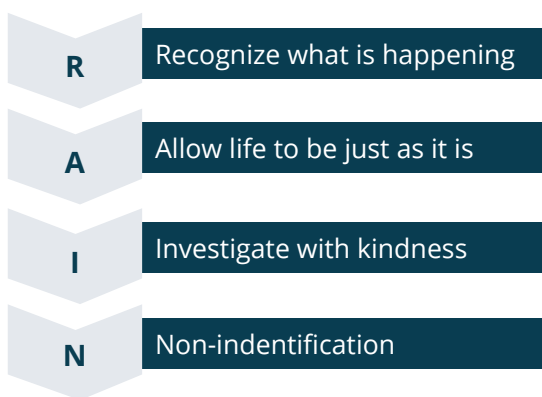 R
Recognize what is happening
A
Allow life to be just as it is
I
Investigate with kindness
N
Non-indentification